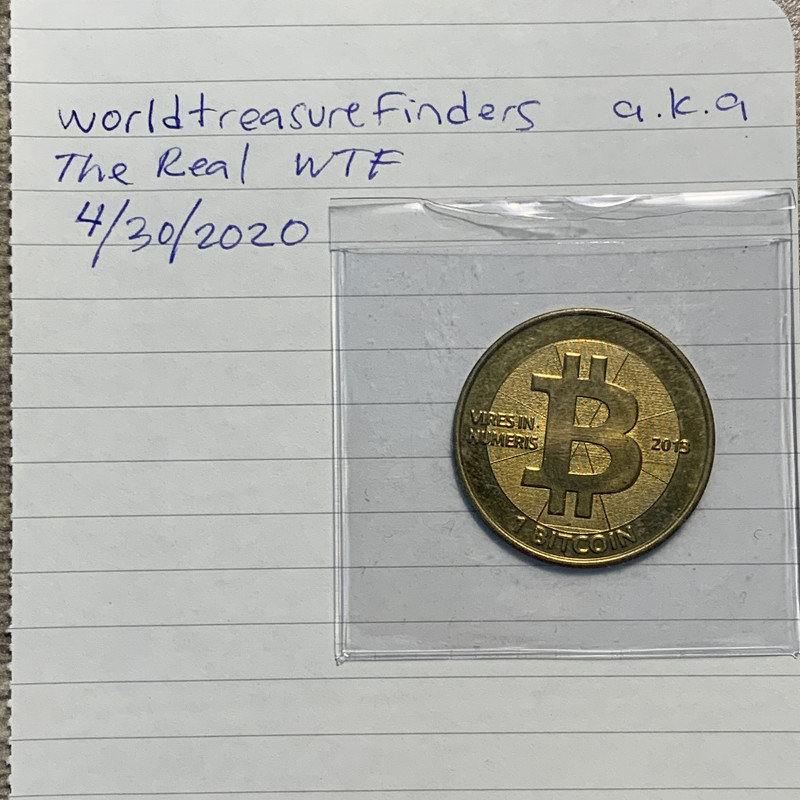 worldtreasurefinders a.k.a
The Real WTF
4/30/2020
VIRES IN
NUMERIS
2013
1 BITCOIN